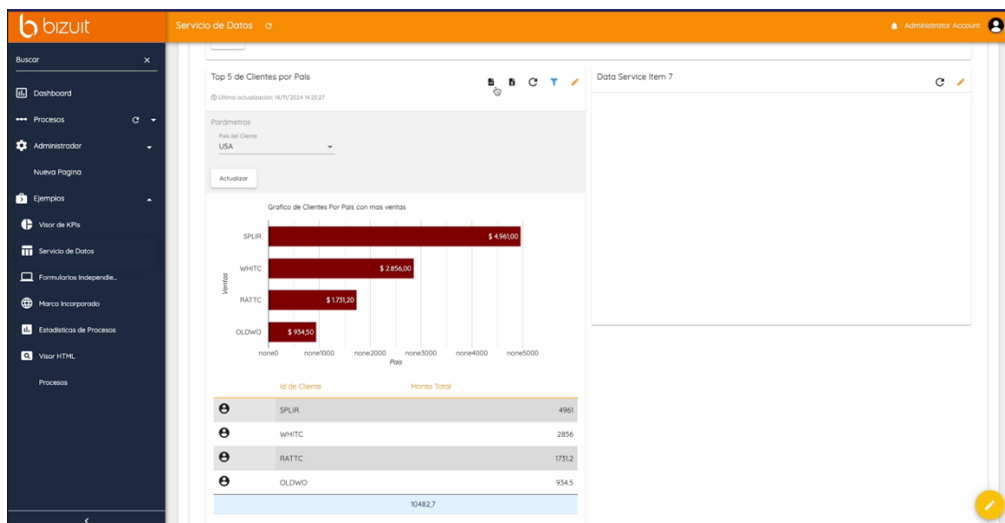 bizuit
Servicio de Datos
Administrator Account
Buscar
Dashboard
Procesos
Administrador
Nueva Pagina
Ejemplos
Visor de KPIs
Servicio de Datos
Formularios Independie...
Marco Incorporado
Estadísticas de Procesos
Visor HTML
Procesos
Top 5 de Clientes por Pais
Última actualización: 14/11/2024 14:25:27
Parámetros
Pais del Cliente
USA
Actualizar
Grafico de Clientes Por Pais con mas ventas
Ventas
SPLIR $ 4.961,00
WHITC $ 2.856,00
RATTC $ 1.731,20
OLDWO $ 934,50
none0 none1000 none2000 none3000 none4000 none5000
Pais
Id de Cliente Monto Total
SPLIR 4961
WHITC 2856
RATTC 1731.2
OLDWO 934.5
10482,7
Data Service Item 7